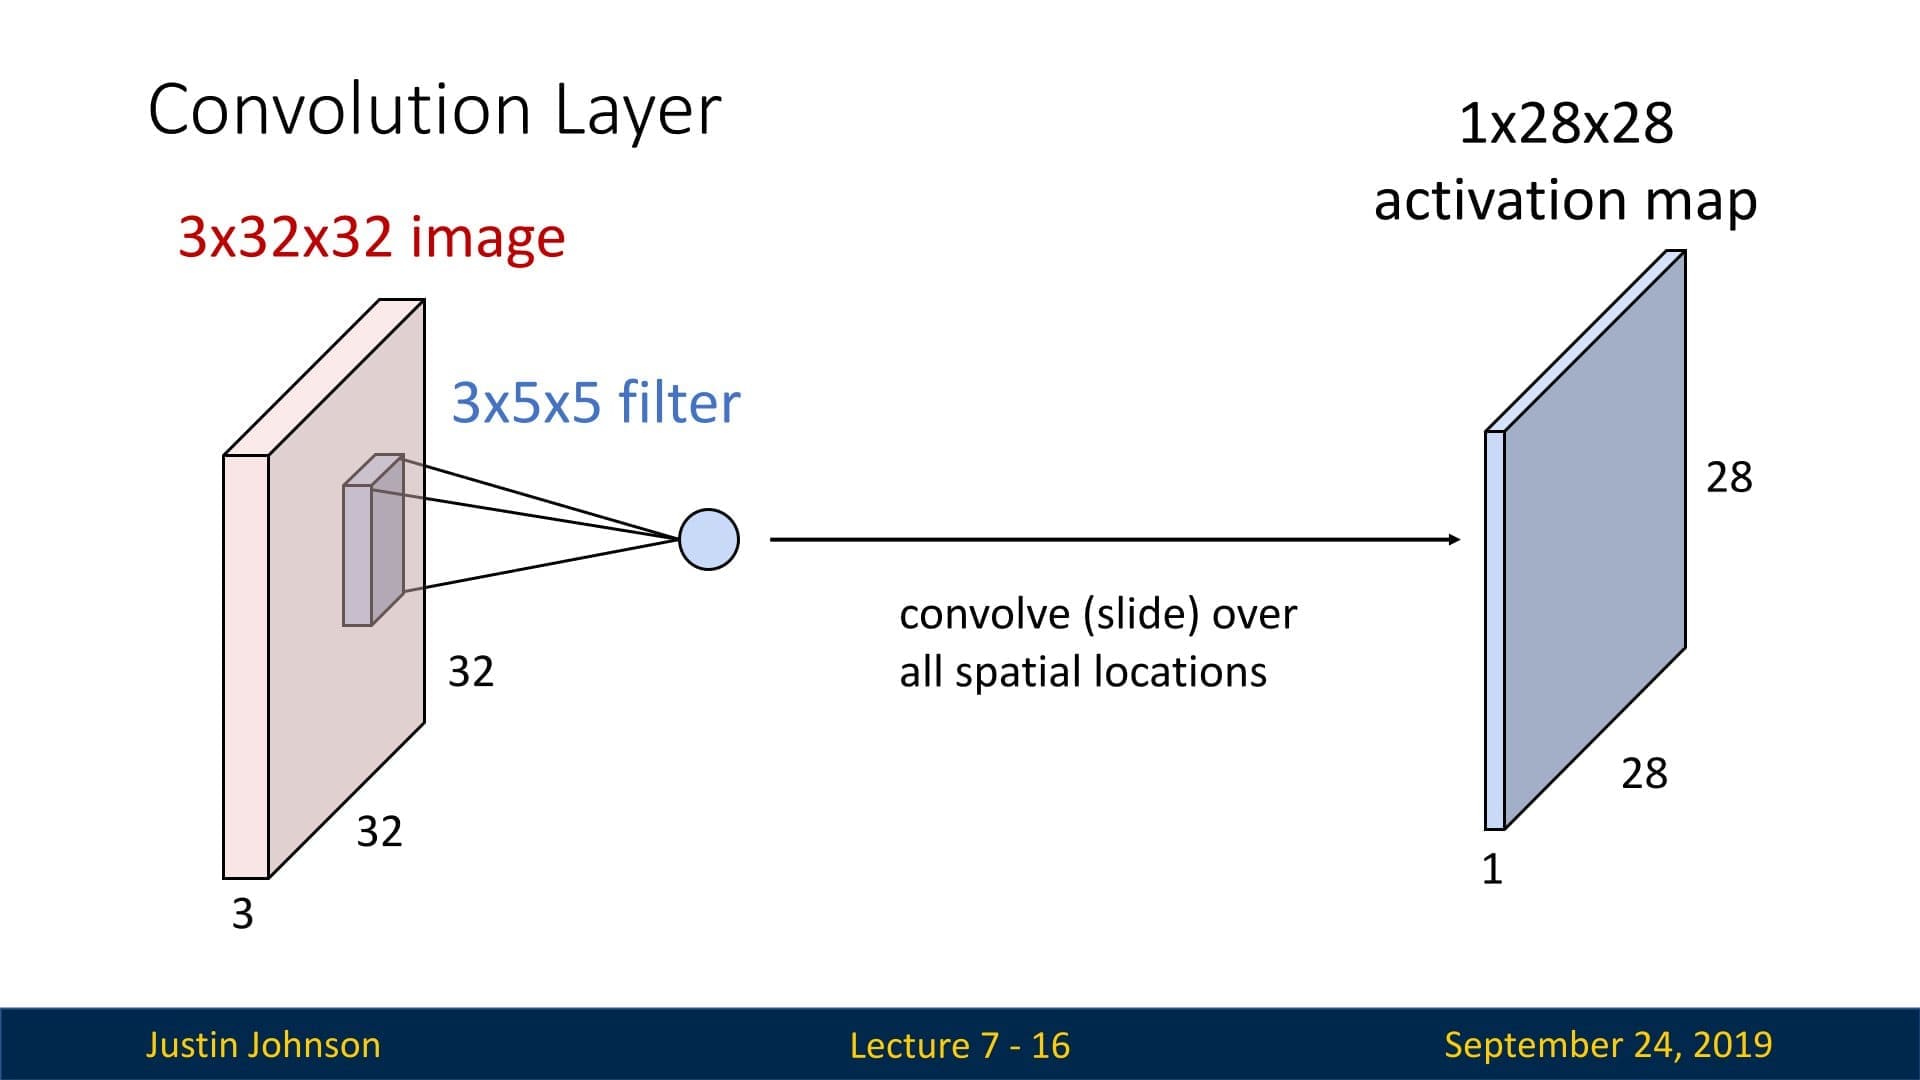 Convolution Layer
1x28x28
activation map
3x32x32 image
3x5x5 filter
28
convolve (slide) over
all spatial locations
32
28
32
1
3
Justin Johnson
Lecture 7 - 16
September 24, 2019